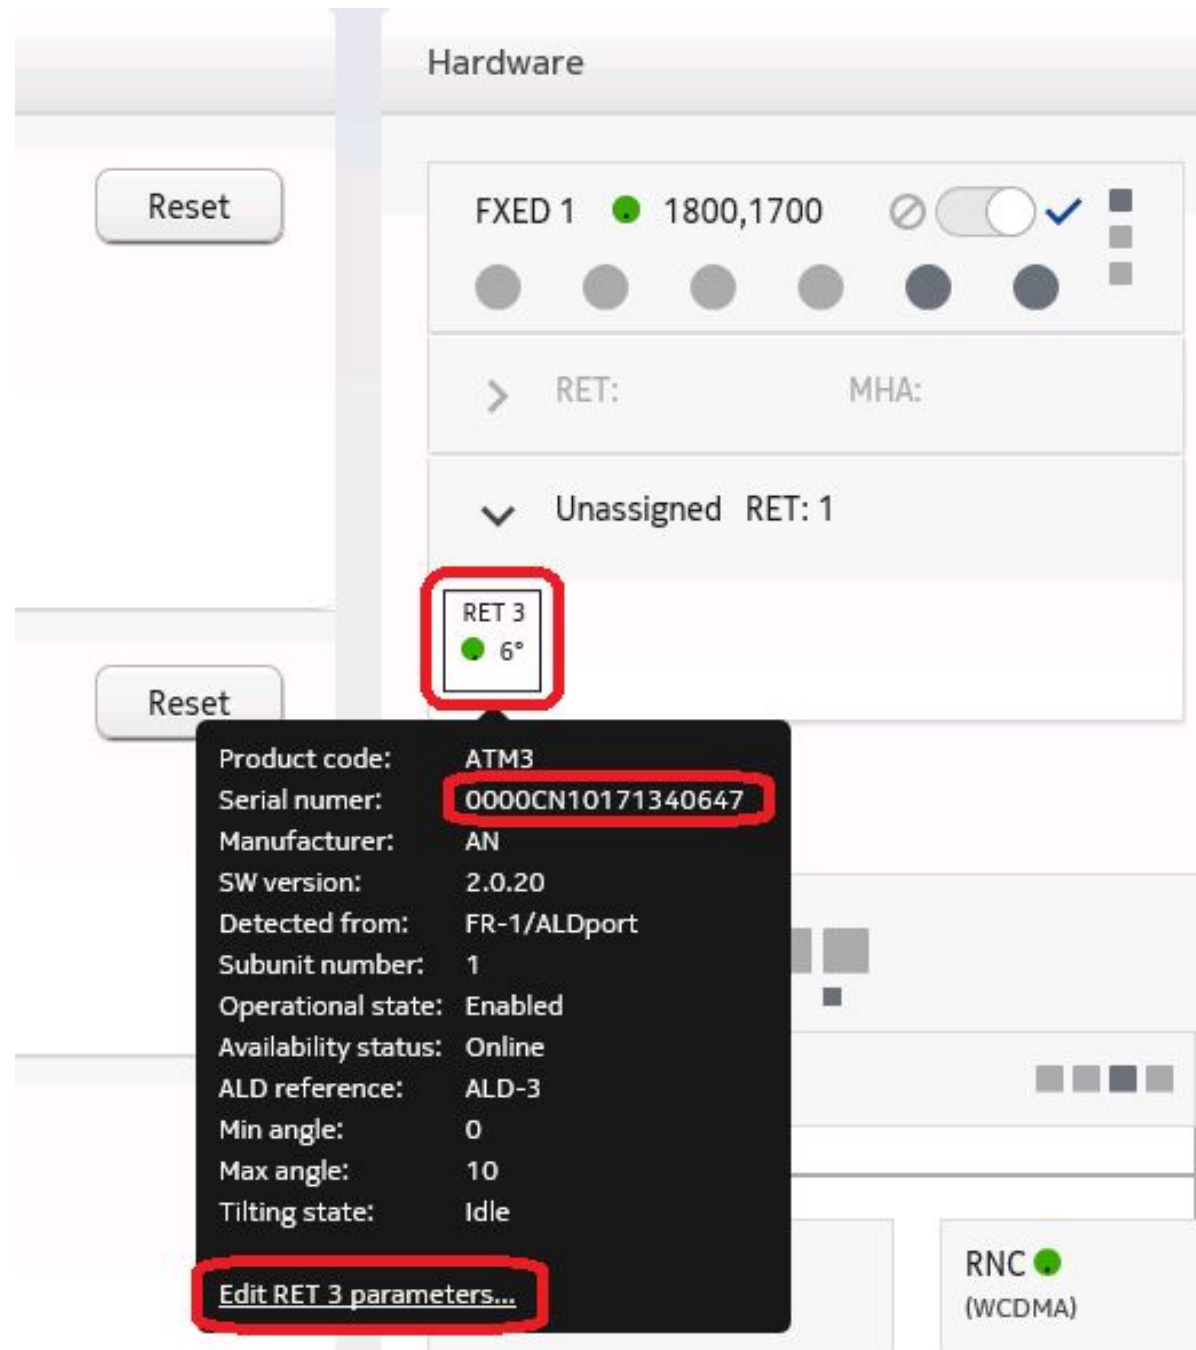 Hardware
Reset
FXED 1 1800,1700
RET: MHA:
Unassigned RET: 1
RET 3
6°
Reset
Product code: ATM3
Serial numer: 0000CN10171340647
Manufacturer: AN
SW version: 2.0.20
Detected from: FR-1/ALDport
Subunit number: 1
Operational state: Enabled
Availability status: Online
ALD reference: ALD-3
Min angle: 0
Max angle: 10
Tilting state: Idle
Edit RET 3 parameters...
RNC
(WCDMA)